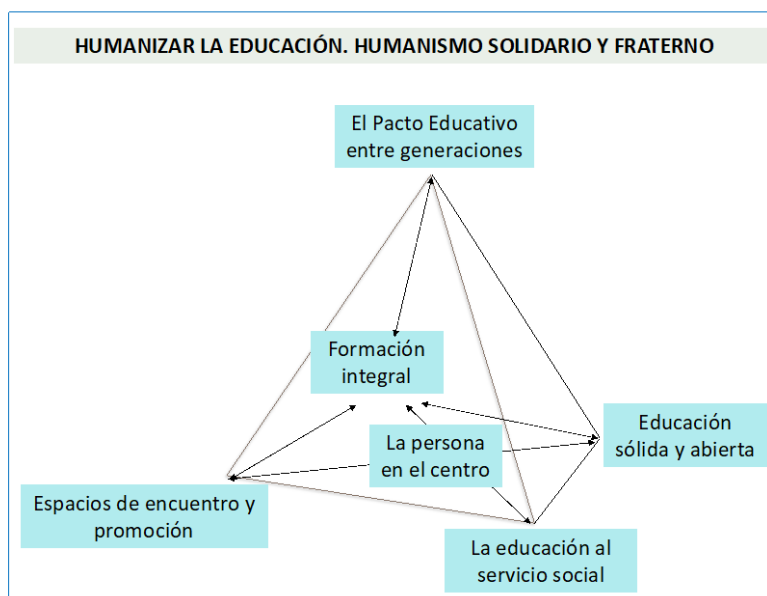 HUMANIZAR LA EDUCACIÓN. HUMANISMO SOLIDARIO Y FRATERNO
El Pacto Educativo
entre generaciones
Formación
integral
La persona
en el centro
Educación
sólida y abierta
Espacios de encuentro y
promoción
La educación al
servicio social